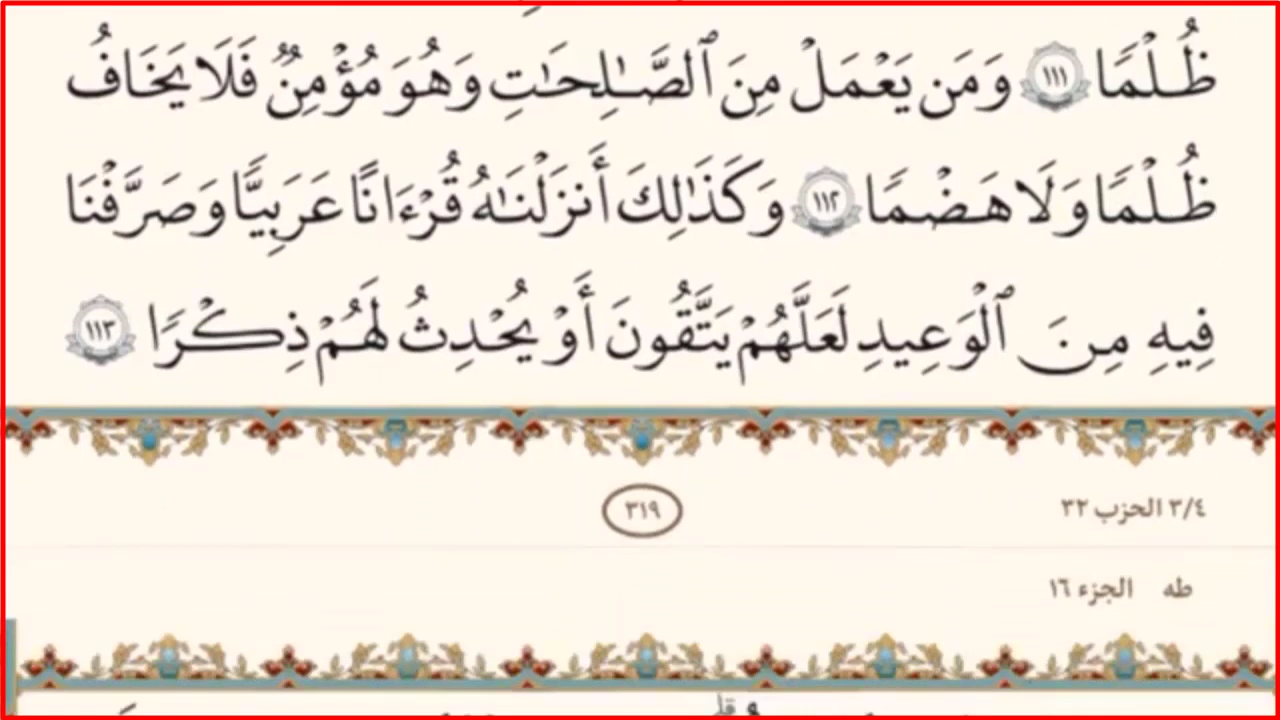 ظُلۡمًا ١١١ وَمَن يَعۡمَلۡ مِنَ ٱلصَّـٰلِحَـٰتِ وَهُوَ مُؤۡمِنٌ فَلَا يَخَافُ
ظُلۡمًا وَلَا هَضۡمًا ١١٢ وَكَذَٰلِكَ أَنزَلۡنَـٰهُ قُرۡءَانًا عَرَبِيًّا وَصَرَّفۡنَا
فِيهِ مِنَ ٱلۡوَعِيدِ لَعَلَّهُمۡ يَتَّقُونَ أَوۡ يُحۡدِثُ لَهُمۡ ذِكۡرًا ١١٣
٣/٤ الحزب ٣٢ ٣١٩
طه الجزء ١٦